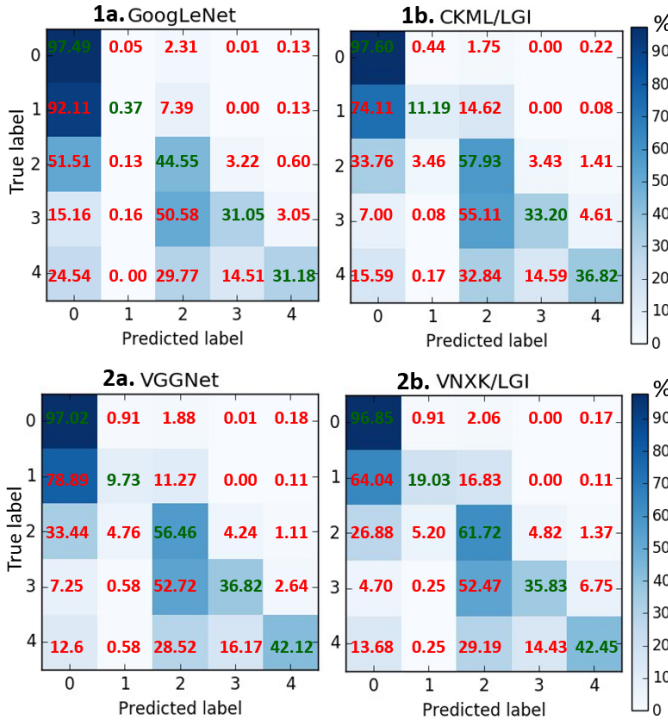 1a. GoogLeNet
1b. CKML/LGI
%
0 97.49 0.05 2.31 0.01 0.13
0 97.60 0.44 1.75 0.00 0.22
90
80
1 92.11 0.37 7.39 0.00 0.13
1 74.11 11.19 14.62 0.00 0.08
70
60
True label
2 51.51 0.13 44.55 3.22 0.60
2 33.76 3.46 57.93 3.43 1.41
50
40
3 15.16 0.16 50.58 31.05 3.05
3 7.00 0.08 55.11 33.20 4.61
30
20
4 24.54 0.00 29.77 14.51 31.18
4 15.59 0.17 32.84 14.59 36.82
10
0
0 1 2 3 4
0 1 2 3 4
Predicted label
Predicted label
2a. VGGNet
2b. VNXK/LGI
%
0 97.02 0.91 1.88 0.01 0.18
0 96.85 0.91 2.06 0.00 0.17
90
80
1 78.89 9.73 11.27 0.00 0.11
1 64.04 19.03 16.83 0.00 0.11
70
60
True label
2 33.44 4.76 56.46 4.24 1.11
2 26.88 5.20 61.72 4.82 1.37
50
40
3 7.25 0.58 52.72 36.82 2.64
3 4.70 0.25 52.47 35.83 6.75
30
20
4 12.6 0.58 28.52 16.17 42.12
4 13.68 0.25 29.19 14.43 42.45
10
0
0 1 2 3 4
0 1 2 3 4
Predicted label
Predicted label